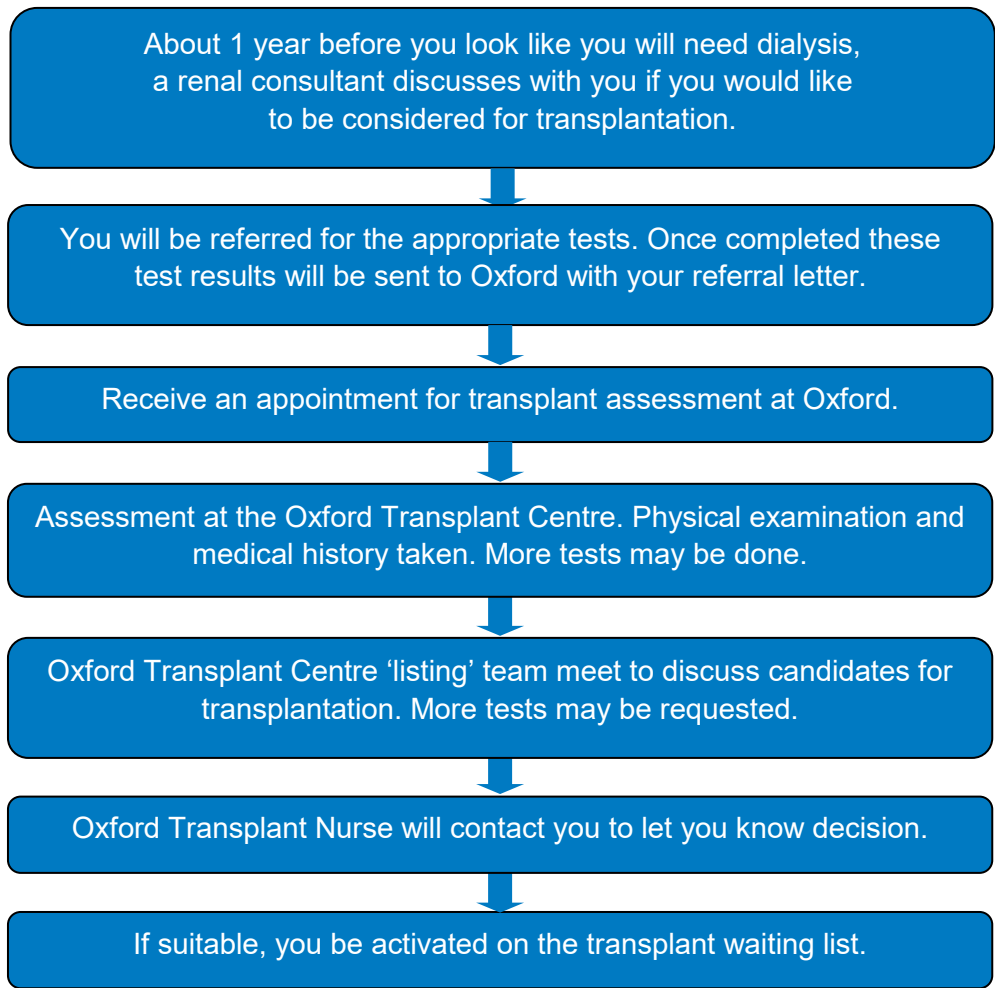 About 1 year before you look like you will need dialysis,
a renal consultant discusses with you if you would like
to be considered for transplantation.
You will be referred for the appropriate tests. Once completed these
test results will be sent to Oxford with your referral letter.
Receive an appointment for transplant assessment at Oxford.
Assessment at the Oxford Transplant Centre. Physical examination and
medical history taken. More tests may be done.
Oxford Transplant Centre ‘listing’ team meet to discuss candidates for
transplantation. More tests may be requested.
Oxford Transplant Nurse will contact you to let you know decision.
If suitable, you be activated on the transplant waiting list.